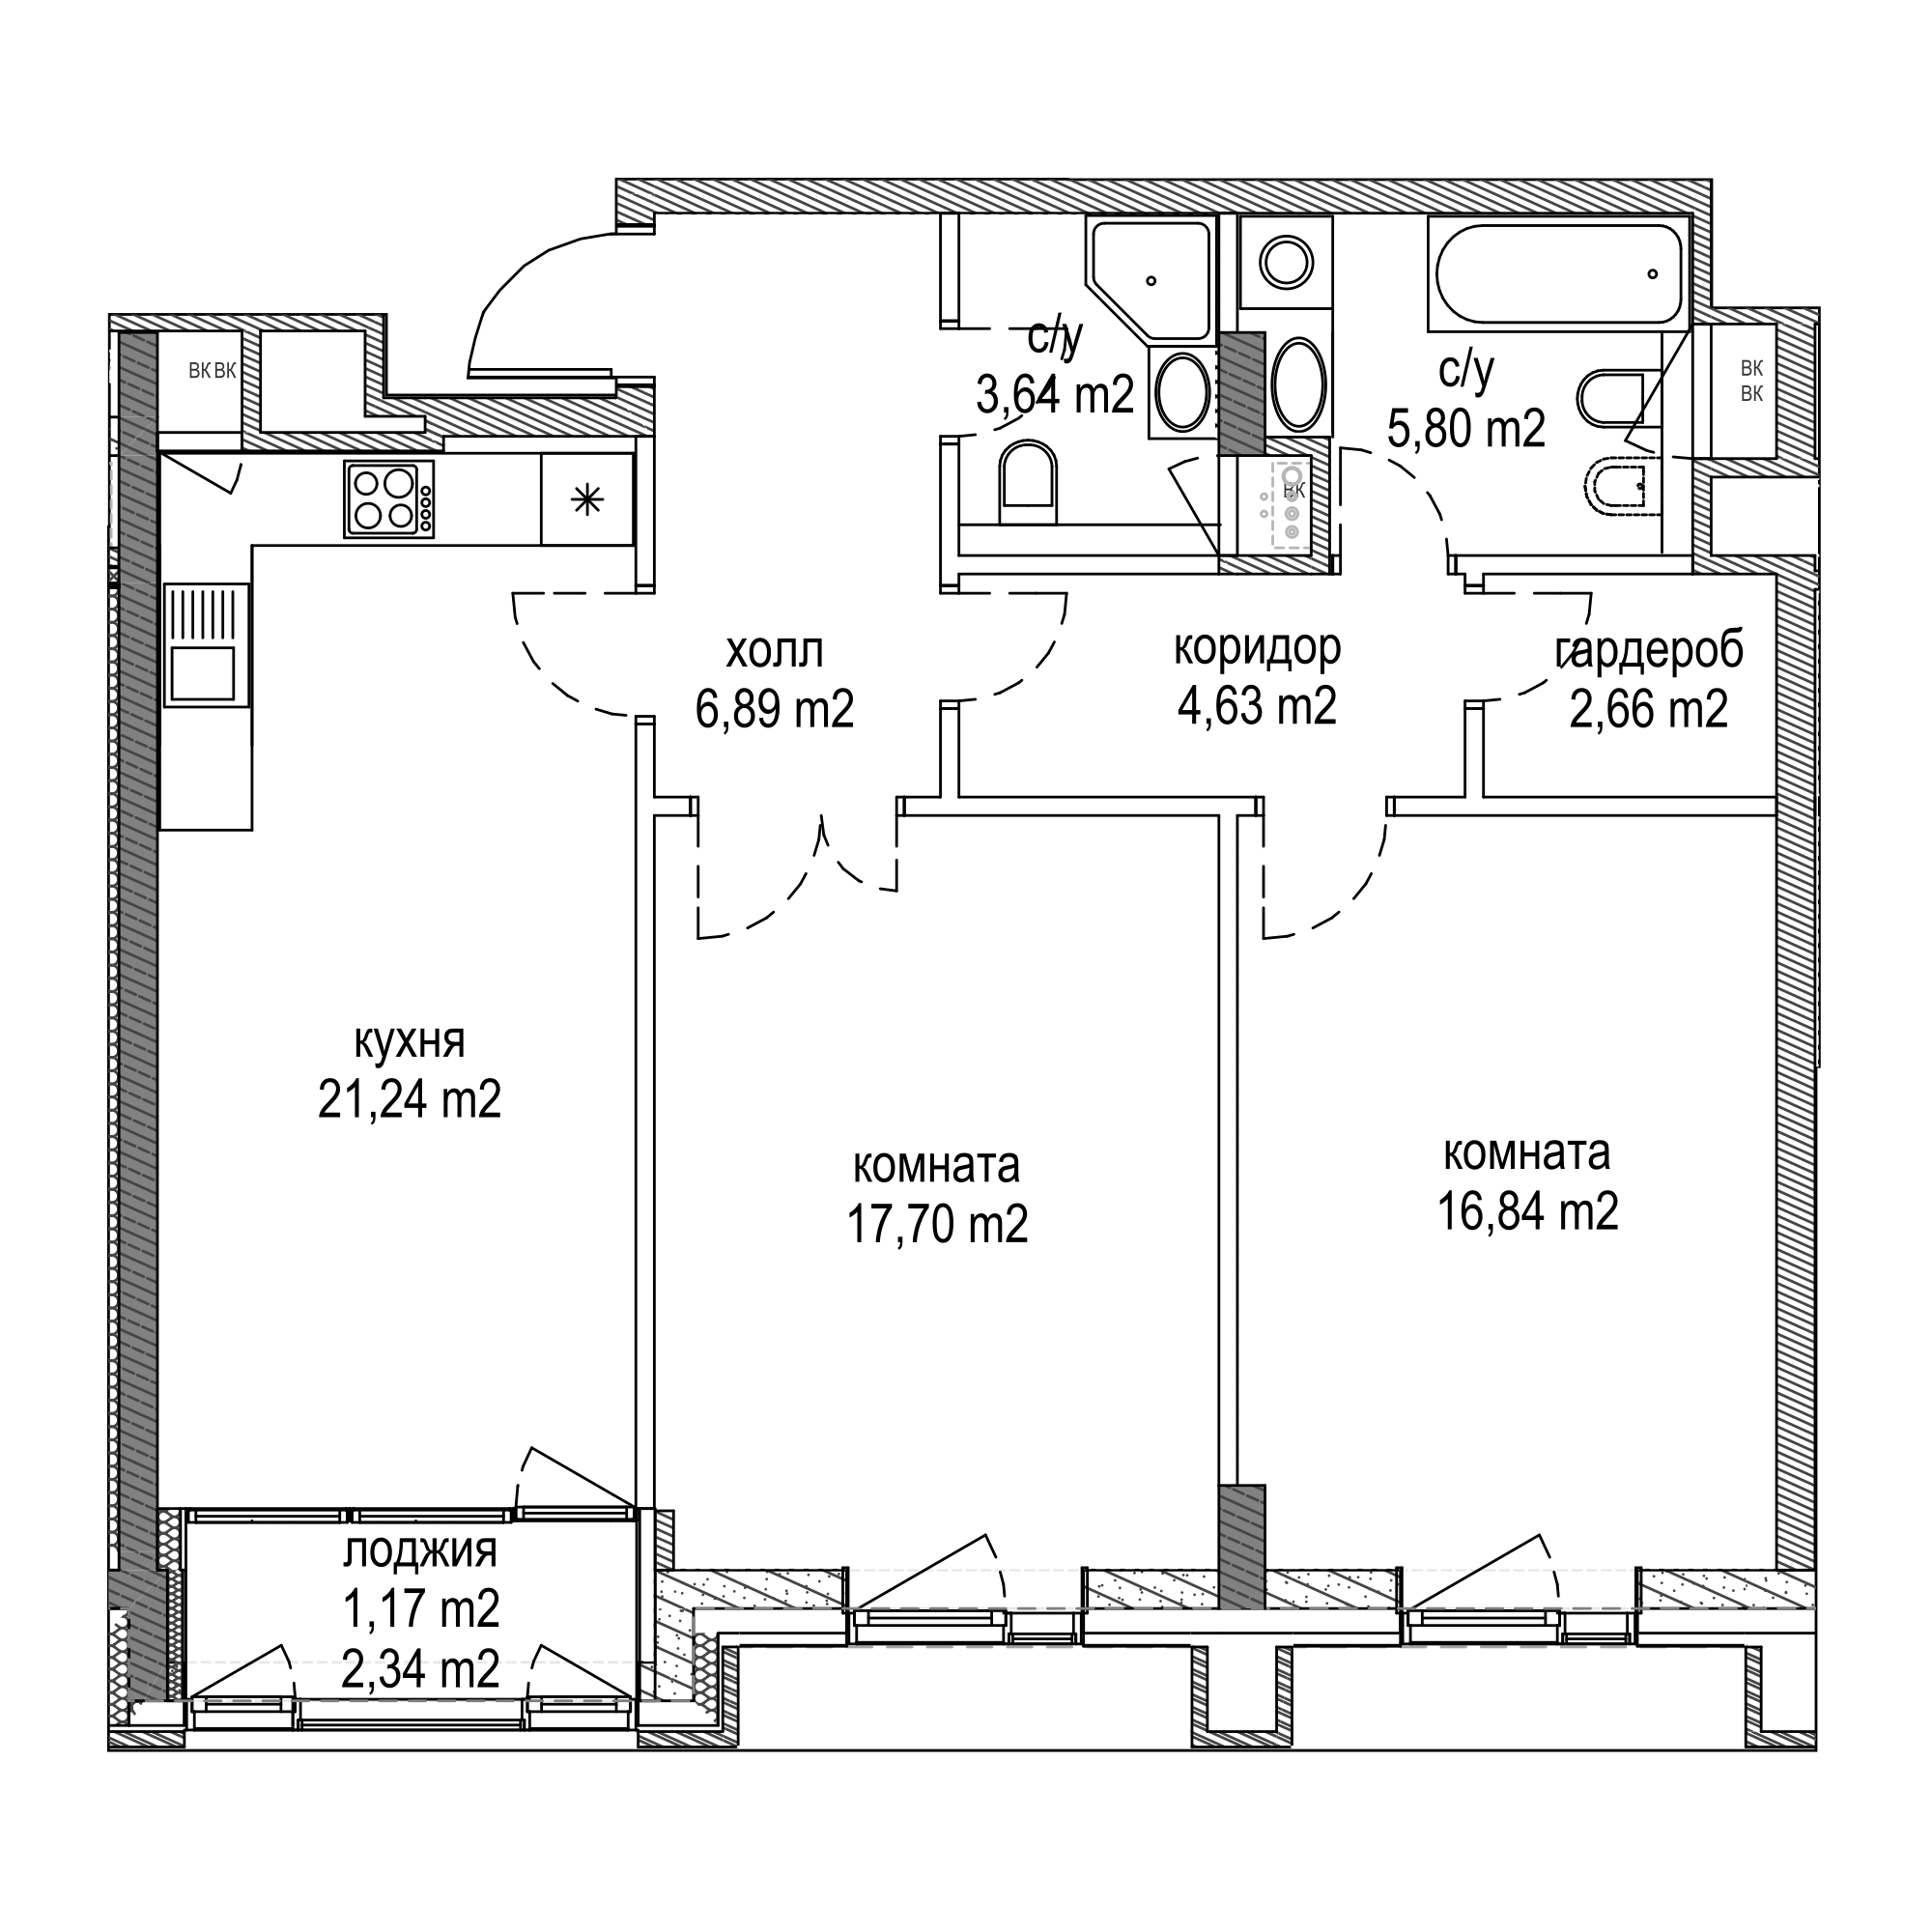 с/у
3,64 m2
с/у
5,80 m2
ВК ВК
ВК
ВК
ВК
холл
6,89 m2
коридор
4,63 m2
гардероб
2,66 m2
кухня
21,24 m2
комната
17,70 m2
комната
16,84 m2
лоджия
1,17 m2
2,34 m2